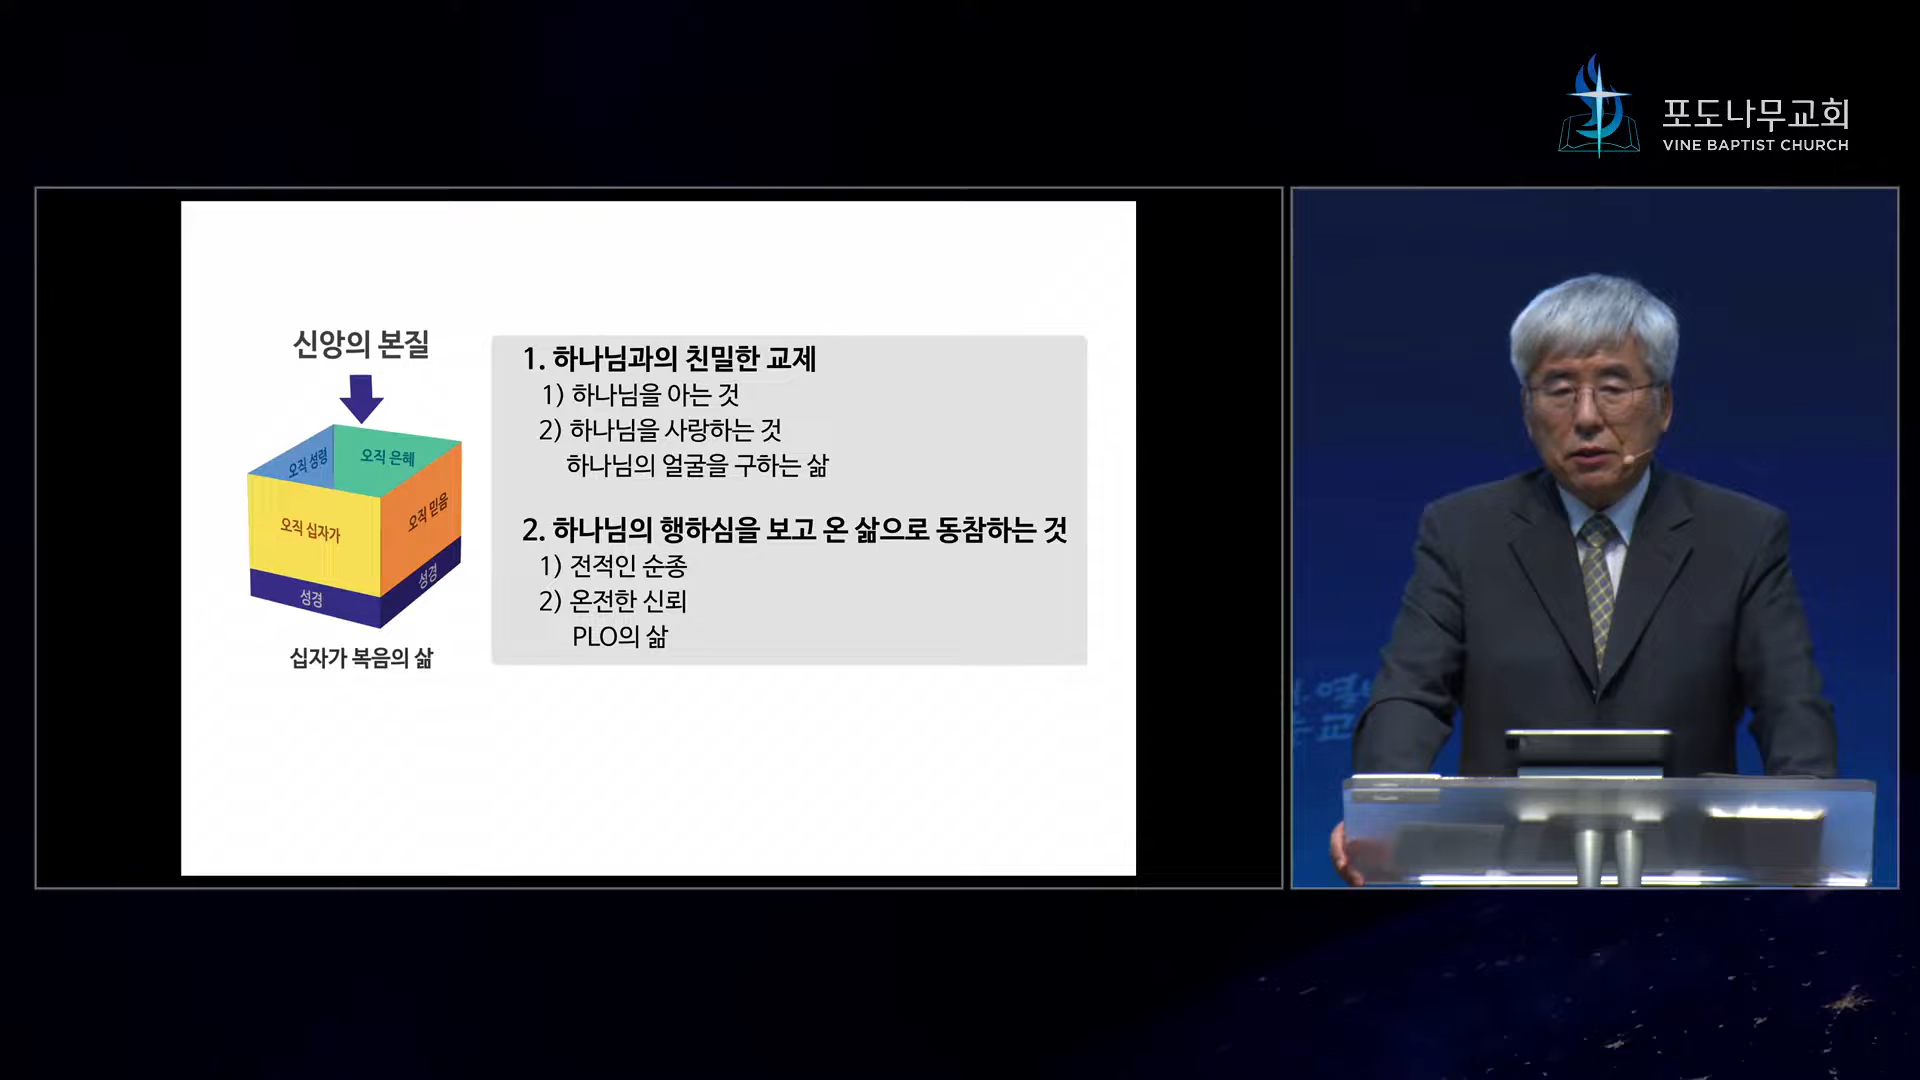 포도나무교회
VINE BAPTIST CHURCH
신앙의 본질
오직 성령
오직 은혜
오직 십자가
오직 믿음
성경
성경
십자가 복음의 삶
1. 하나님과의 친밀한 교제
1) 하나님을 아는 것
2) 하나님을 사랑하는 것
하나님의 얼굴을 구하는 삶
2. 하나님의 행하심을 보고 온 삶으로 동참하는 것
1) 전적인 순종
2) 온전한 신뢰
PLO의 삶